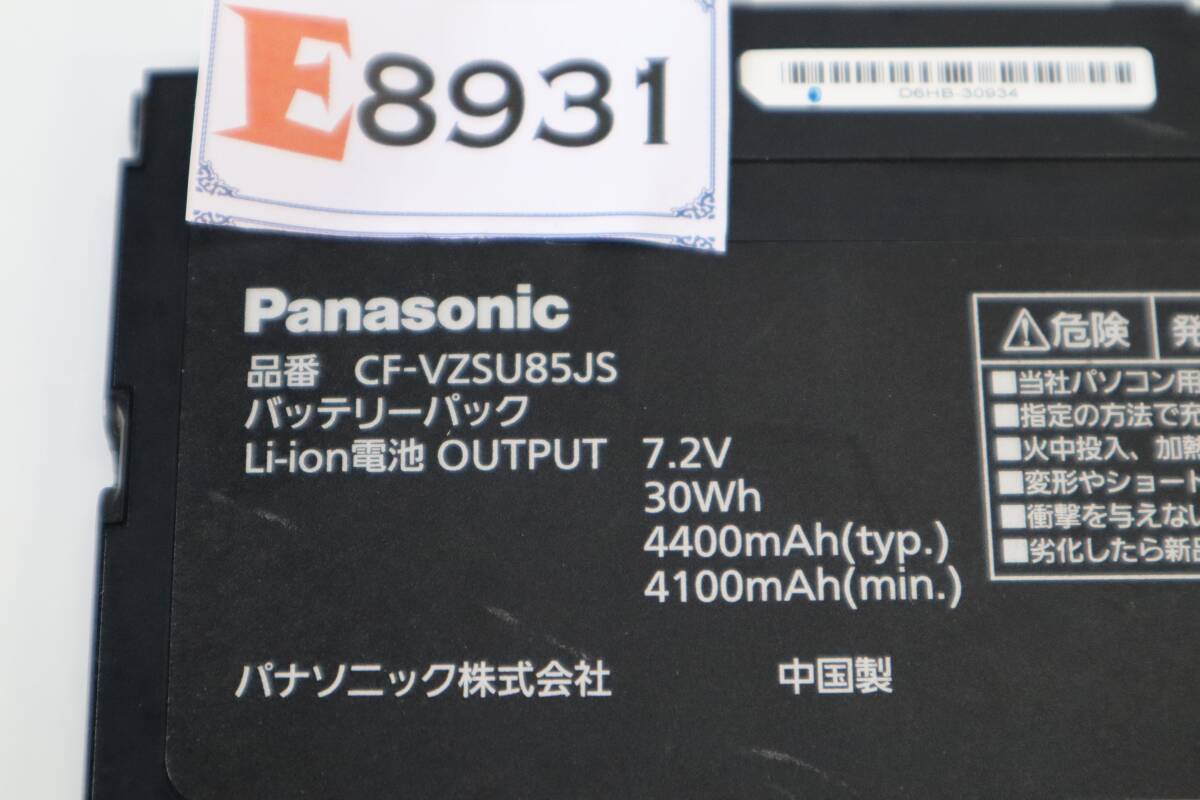 E8931
D6HB-30934
Panasonic
品番 CF-VZSU85JS
バッテリーパック
Li-ion電池 OUTPUT 7.2V
30Wh
4400mAh(typ.)
4100mAh(min.)
パナソニック株式会社 中国製
⚠危険 発
■当社パソコン用
■指定の方法で充
■火中投入、加熱
■変形やショート
■衝撃を与えない
■劣化したら新品